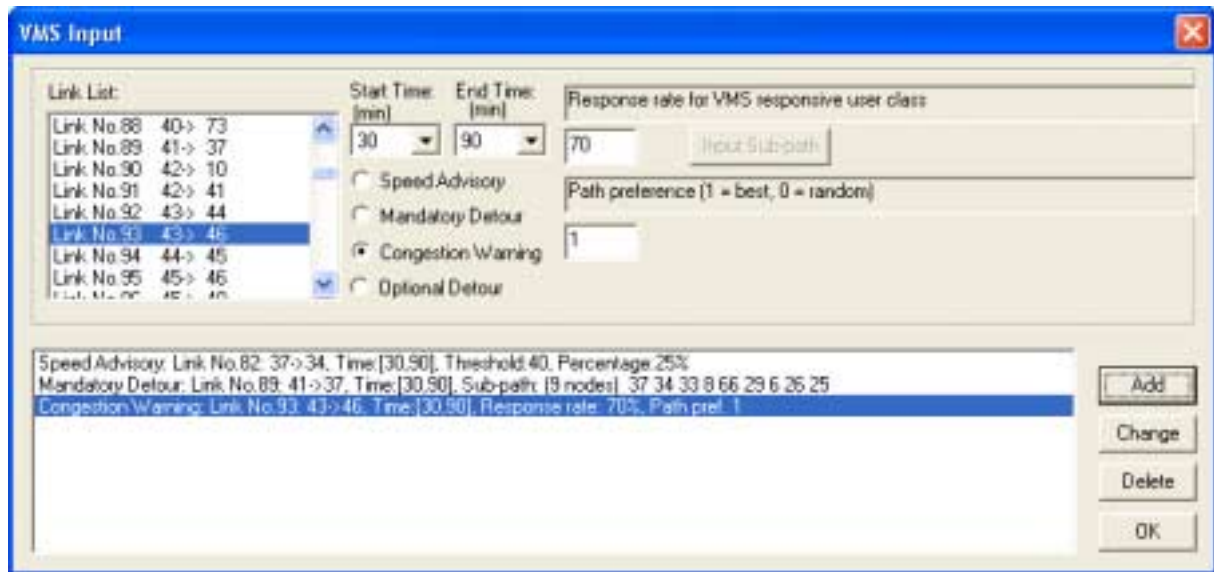 VMS Input
Link List:
Link No.88 40-> 73
Link No.89 41-> 37
Link No.90 42-> 10
Link No.91 42-> 41
Link No.92 43-> 44
Link No.93 43-> 46
Link No.94 44-> 45
Link No.95 45-> 46
Start Time: (min)
30
End Time: (min)
90
Speed Advisory
Mandatory Detour
Congestion Warning
Optional Detour
Response rate for VMS responsive user class
70
Input Sub-path
Path preference (1 = best, 0 = random)
1
Speed Advisory: Link No.82: 37->34, Time:[30,90], Threshold:40, Percentage:25%
Mandatory Detour: Link No.89: 41->37, Time:[30,90], Sub-path: (9 nodes) 37 34 33 8 66 29 6 26 25
Congestion Warning: Link No.93: 43->46, Time:[30,90], Response rate: 70%, Path pref. 1
Add
Change
Delete
OK